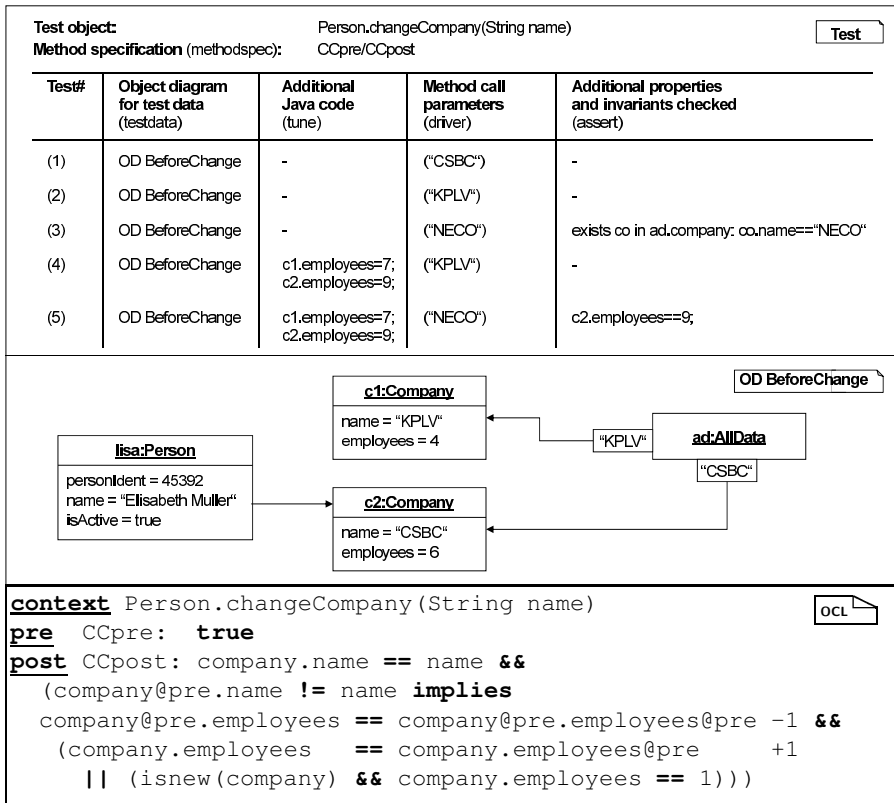 Test object: Person.changeCompany(String name)
Test
Method specification (methodspec): CCpre/CCpost
Test# Object diagram Additional Method call Additional properties
for test data Java code parameters and invariants checked
(testdata) (tune) (driver) (assert)
(1) OD BeforeChange - ("CSBC“) -
(2) OD BeforeChange - ("KPLV“) -
(3) OD BeforeChange - ("NECO“) exists co in ad.company: co.name=="NECO“
(4) OD BeforeChange c1.employees=7; ("KPLV“) -
c2.employees=9;
(5) OD BeforeChange c1.employees=7; ("NECO“) c2.employees==9;
c2.employees=9;
OD BeforeChange
c1:Company
name = "KPLV“
employees = 4
"KPLV“
ad:AllData
"CSBC“
lisa:Person
personIdent = 45392
name = "Elisabeth Muller“
isActive = true
c2:Company
name = "CSBC“
employees = 6
context Person.changeCompany(String name)
OCL
pre CCpre: true
post CCpost: company.name == name &&
(company@pre.name != name implies
company@pre.employees == company@pre.employees@pre -1 &&
(company.employees == company.employees@pre +1
|| (isnew(company) && company.employees == 1)))